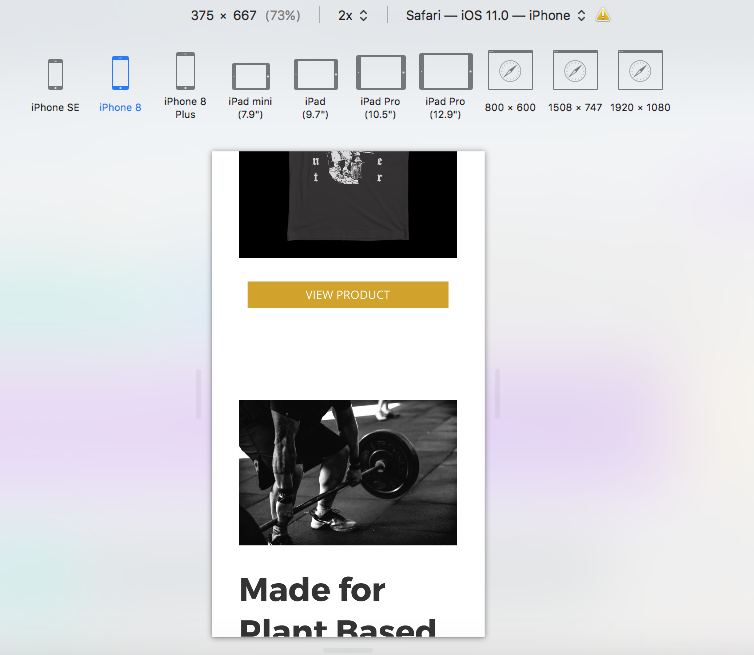 375 × 667 (73%) 2x Safari — iOS 11.0 — iPhone
iPhone SE
iPhone 8
iPhone 8
Plus
iPad mini
(7.9")
iPad
(9.7")
iPad Pro
(10.5")
iPad Pro
(12.9")
800 × 600
1508 × 747
1920 × 1080
n e
t r
VIEW PRODUCT
Made for
Plant Based